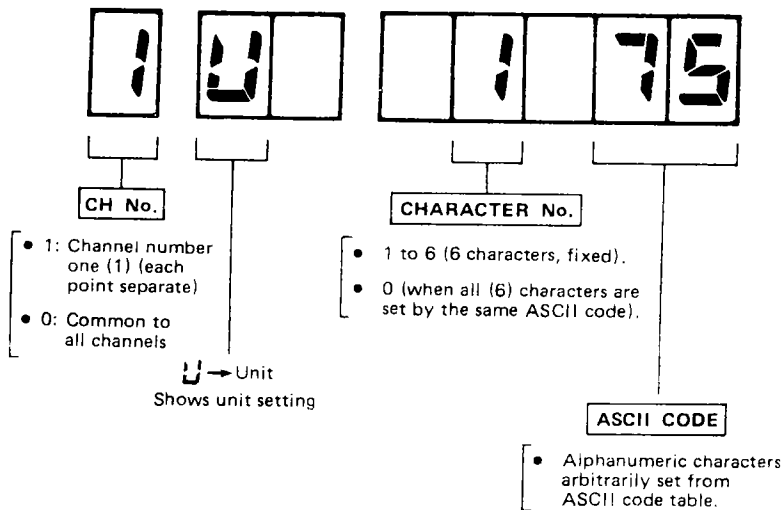 1 U 1 75
CH No.
• 1: Channel number
one (1) (each
point separate)
• 0: Common to
all channels
U → Unit
Shows unit setting
CHARACTER No.
• 1 to 6 (6 characters, fixed).
• 0 (when all (6) characters are
set by the same ASCII code).
ASCII CODE
• Alphanumeric characters
arbitrarily set from
ASCII code table.